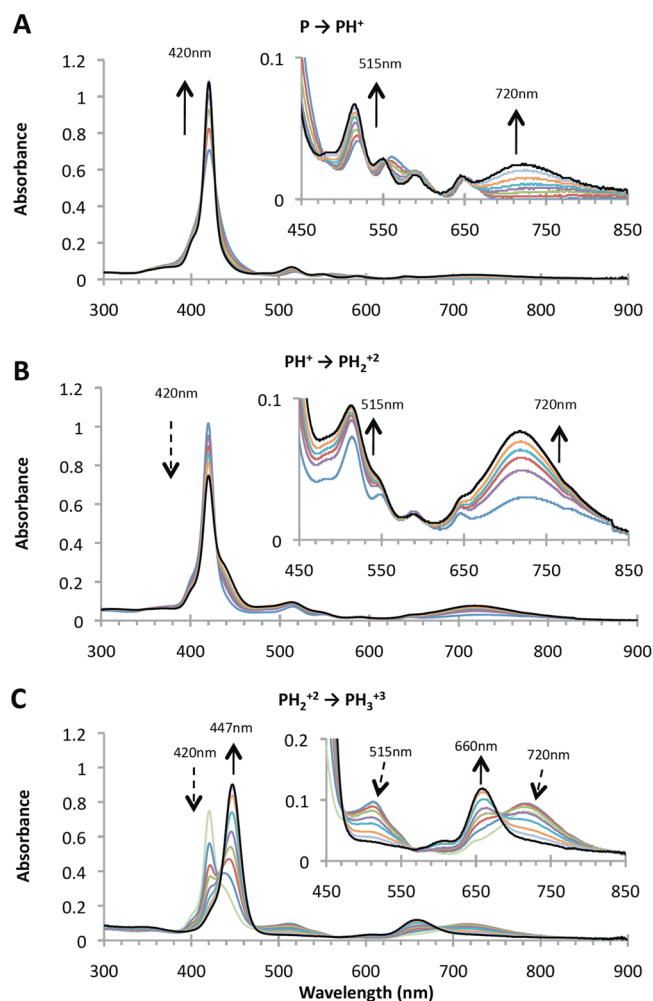 A
P → PH⁺
420nm
515nm
720nm
Absorbance
1.2
1
0.8
0.6
0.4
0.2
0
0.1
0
450 550 650 750 850
300 400 500 600 700 800 900
B
PH⁺ → PH₂⁺²
420nm
515nm
720nm
Absorbance
1.2
1
0.8
0.6
0.4
0.2
0
0.1
0
450 550 650 750 850
300 400 500 600 700 800 900
C
PH₂⁺² → PH₃⁺³
420nm
447nm
515nm
660nm
720nm
Absorbance
1.2
1
0.8
0.6
0.4
0.2
0
0.2
0.1
0
450 550 650 750 850
300 400 500 600 700 800 900
Wavelength (nm)